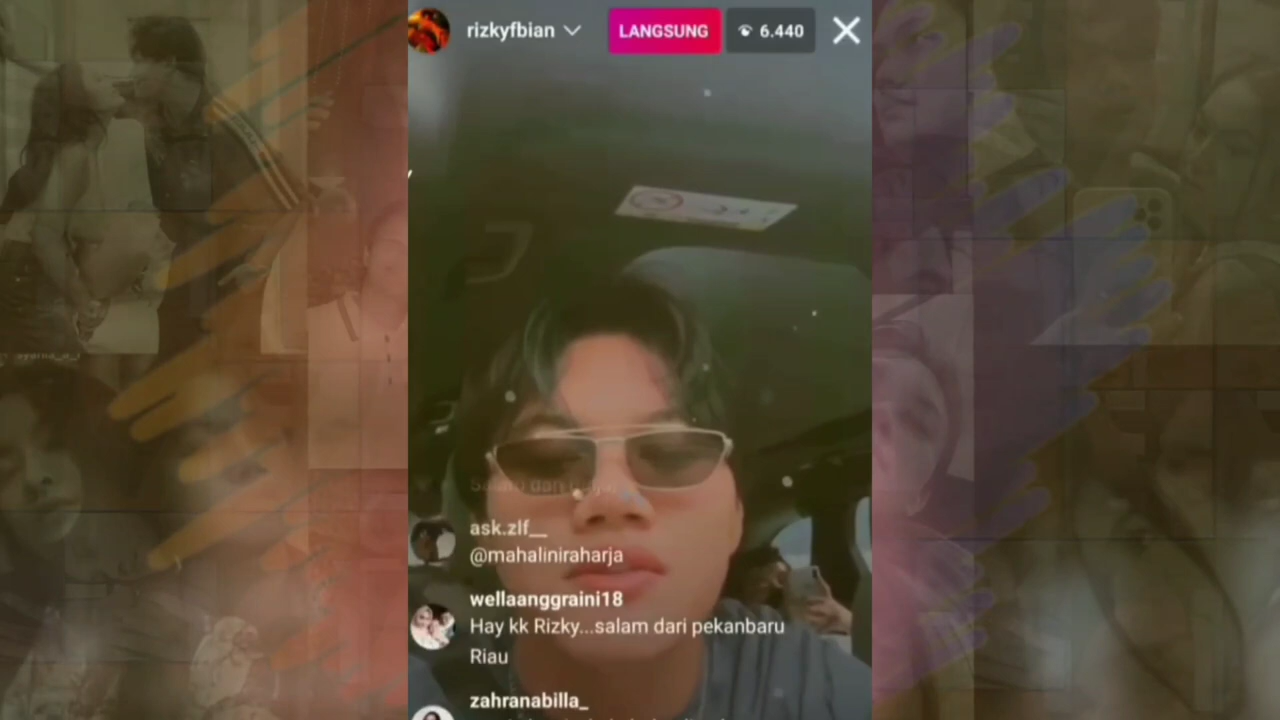 rizkyfbian
LANGSUNG
6.440
ask.zlf__
@mahaliniraharja
wellaanggraini18
Hay kk Rizky...salam dari pekanbaru
Riau
zahranabilla_